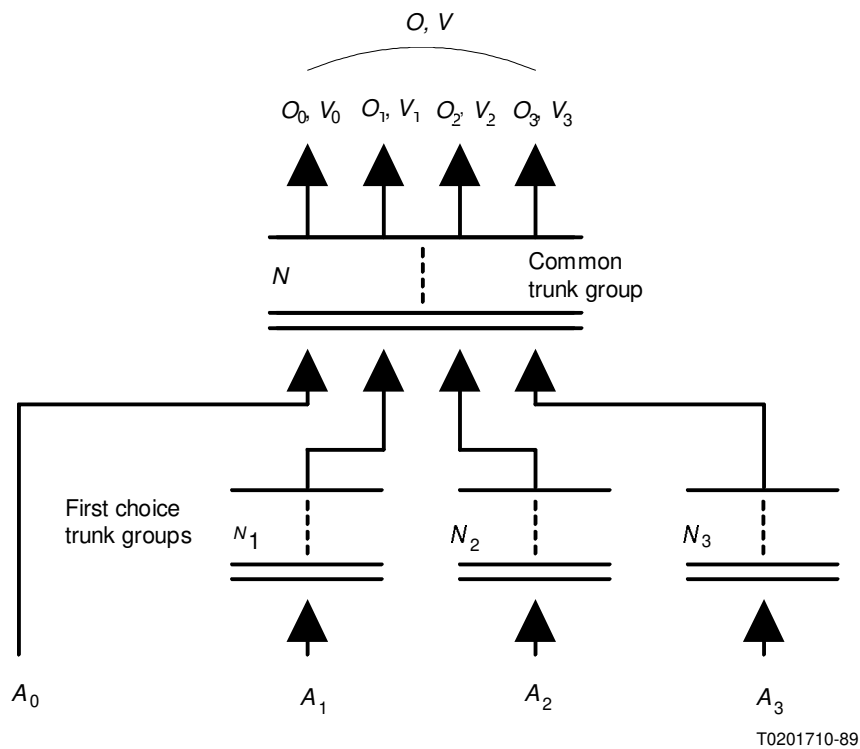 O, V
O₀, V₀ O₁, V₁ O₂, V₂ O₃, V₃
N
Common
trunk group
First choice
trunk groups
N₁
N₂
N₃
A₀
A₁
A₂
A₃
T0201710-89